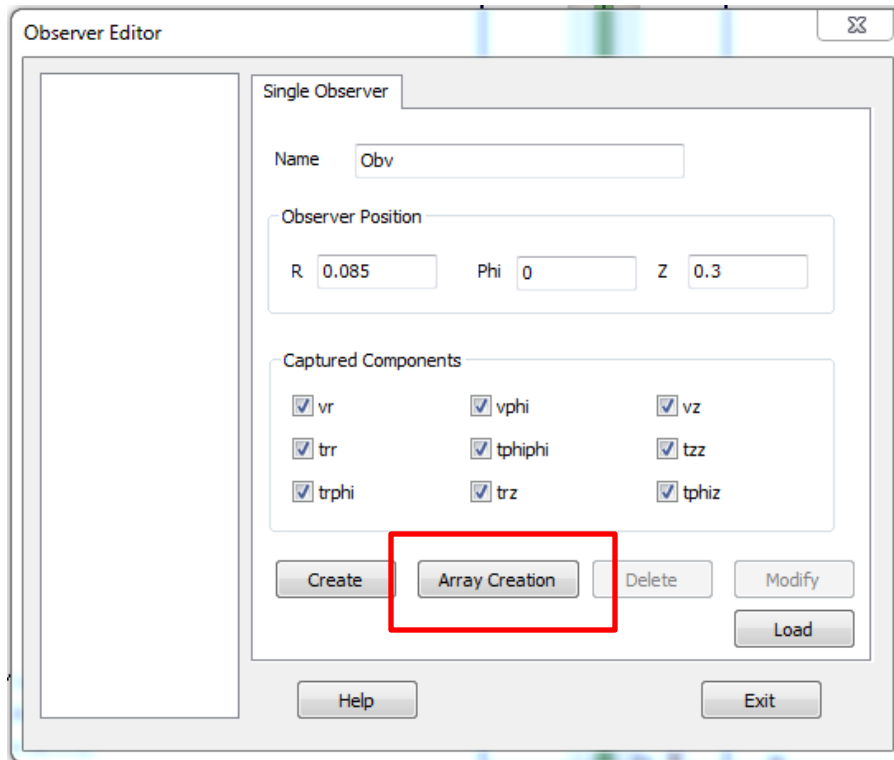 Observer Editor
Single Observer
Name Obv
Observer Position
R 0.085 Phi 0 Z 0.3
Captured Components
vr vphi vz
trr tphiphi tzz
trphi trz tphiz
Create Array Creation Delete Modify
Load
Help Exit